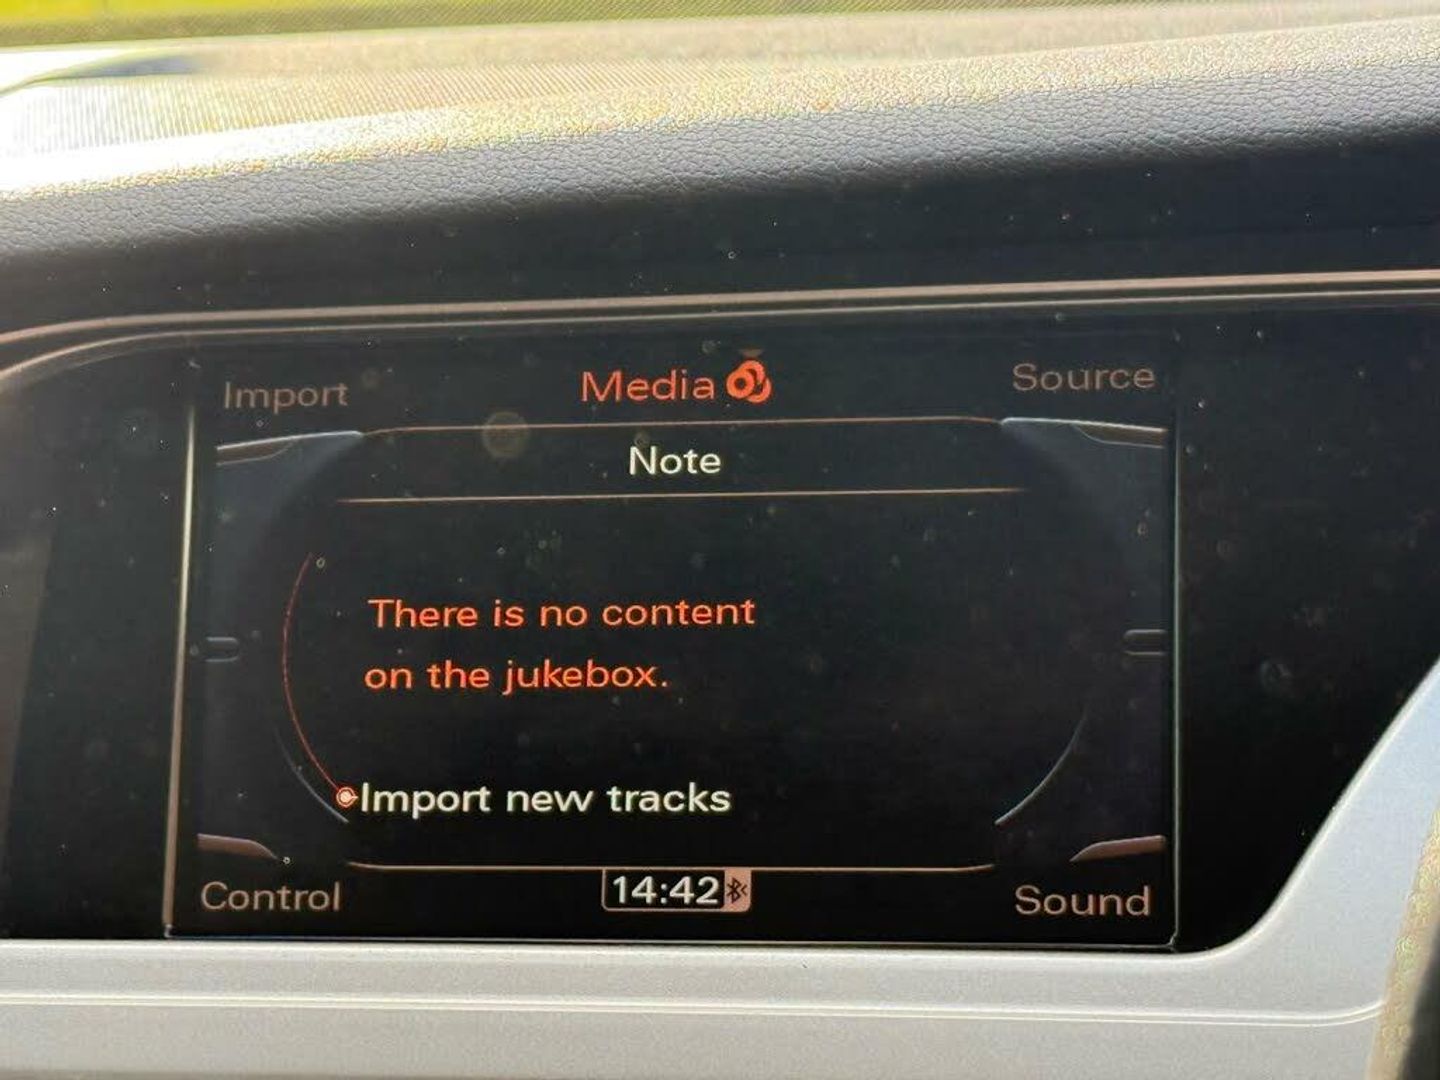 Import
Media
Source
Note
There is no content
on the jukebox.
Import new tracks
Control
14:42
Sound